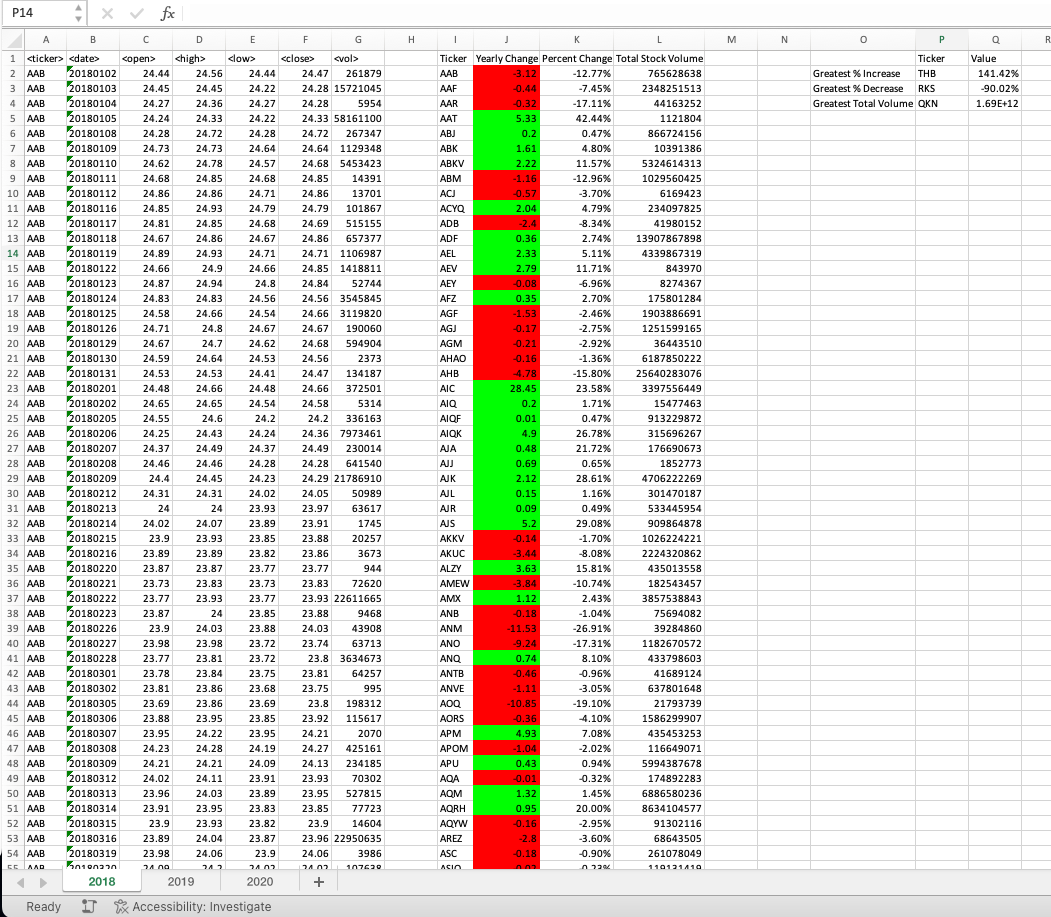 P14 fx
A B C D E F G H I J K L M N O P Q R
1 <ticker> <date> <open> <high> <low> <close> <vol> Ticker Yearly Change Percent Change Total Stock Volume Ticker Value
2 AAB 20180102 24.44 24.56 24.44 24.47 261879 AAB -3.12 -12.77% 765628638 Greatest % Increase THB 141.42%
3 AAB 20180103 24.45 24.45 24.22 24.28 15721045 AAF -0.44 -7.45% 2348251513 Greatest % Decrease RKS -90.02%
4 AAB 20180104 24.27 24.36 24.27 24.28 5954 AAR -0.32 -17.11% 44163252 Greatest Total Volume QKN 1.69E+12
5 AAB 20180105 24.24 24.33 24.22 24.33 58161100 AAT 5.33 42.44% 1121804
6 AAB 20180108 24.28 24.72 24.28 24.72 267347 ABJ 0.2 0.47% 866724156
7 AAB 20180109 24.73 24.73 24.64 24.64 1129348 ABK 1.61 4.80% 10391386
8 AAB 20180110 24.62 24.78 24.57 24.68 5453423 ABKV 2.22 11.57% 5324614313
9 AAB 20180111 24.68 24.85 24.68 24.85 14391 ABM -1.16 -12.96% 1029560425
10 AAB 20180112 24.86 24.86 24.71 24.86 13701 ACJ -0.57 -3.70% 6169423
11 AAB 20180116 24.85 24.93 24.79 24.79 101867 ACYQ 2.04 4.79% 234097825
12 AAB 20180117 24.81 24.85 24.68 24.69 515155 ADB -2.4 -8.34% 41980152
13 AAB 20180118 24.67 24.86 24.67 24.86 657377 ADF 0.36 2.74% 13907867898
14 AAB 20180119 24.89 24.93 24.71 24.71 1106987 AEL 2.33 5.11% 4339867319
15 AAB 20180122 24.66 24.9 24.66 24.85 1418811 AEV 2.79 11.71% 843970
16 AAB 20180123 24.87 24.94 24.8 24.84 52744 AEY -0.08 -6.96% 8274367
17 AAB 20180124 24.83 24.83 24.56 24.56 3545845 AFZ 0.35 2.70% 175801284
18 AAB 20180125 24.58 24.66 24.54 24.66 3119820 AGF -1.53 -2.46% 1903886691
19 AAB 20180126 24.71 24.8 24.67 24.67 190060 AGJ -0.17 -2.75% 1251599165
20 AAB 20180129 24.67 24.7 24.62 24.68 594904 AGM -0.21 -2.92% 36443510
21 AAB 20180130 24.59 24.64 24.53 24.56 2373 AHAO -0.16 -1.36% 6187850222
22 AAB 20180131 24.53 24.53 24.41 24.47 134187 AHB -4.78 -15.80% 25640283076
23 AAB 20180201 24.48 24.66 24.48 24.66 372501 AIC 28.45 23.58% 3397556449
24 AAB 20180202 24.65 24.65 24.54 24.58 5314 AIQ 0.2 1.71% 15477463
25 AAB 20180205 24.55 24.6 24.2 24.2 336163 AIQF 0.01 0.47% 913229872
26 AAB 20180206 24.25 24.43 24.24 24.36 7973461 AIQK 4.9 26.78% 315696267
27 AAB 20180207 24.37 24.49 24.37 24.49 230014 AJA 0.48 21.72% 176690673
28 AAB 20180208 24.46 24.46 24.28 24.28 641540 AJJ 0.69 0.65% 1852773
29 AAB 20180209 24.4 24.45 24.23 24.29 21786910 AJK 2.12 28.61% 4706222269
30 AAB 20180212 24.31 24.31 24.02 24.05 50989 AJL 0.15 1.16% 301470187
31 AAB 20180213 24 24 23.93 23.97 63617 AJR 0.09 0.49% 533445954
32 AAB 20180214 24.02 24.07 23.89 23.91 1745 AJS 5.2 29.08% 909864878
33 AAB 20180215 23.9 23.93 23.85 23.88 20257 AKKV -0.14 -1.70% 1026224221
34 AAB 20180216 23.89 23.89 23.82 23.86 3673 AKUC -3.44 -8.08% 2224320862
35 AAB 20180220 23.87 23.87 23.77 23.77 944 ALZY 3.63 15.81% 435013558
36 AAB 20180221 23.73 23.83 23.73 23.83 72620 AMEW -3.84 -10.74% 182543457
37 AAB 20180222 23.77 23.93 23.77 23.93 22611665 AMX 1.12 2.43% 3857538843
38 AAB 20180223 23.87 24 23.85 23.88 9468 ANB -0.18 -1.04% 75694082
39 AAB 20180226 23.9 24.03 23.88 24.03 43908 ANM -11.53 -26.91% 39284860
40 AAB 20180227 23.98 23.98 23.72 23.74 63713 ANO -9.24 -17.31% 1182670572
41 AAB 20180228 23.77 23.81 23.72 23.8 3634673 ANQ 0.74 8.10% 433798603
42 AAB 20180301 23.78 23.84 23.75 23.81 64257 ANTB -0.46 -0.96% 41689124
43 AAB 20180302 23.81 23.86 23.68 23.75 995 ANVE -1.11 -3.05% 637801648
44 AAB 20180305 23.69 23.86 23.69 23.8 198312 AOQ -10.85 -19.10% 21793739
45 AAB 20180306 23.88 23.95 23.85 23.92 115617 AORS -0.36 -4.10% 1586299907
46 AAB 20180307 23.95 24.22 23.95 24.21 2070 APM 4.93 7.08% 435453253
47 AAB 20180308 24.23 24.28 24.19 24.27 425161 APOM -1.04 -2.02% 116649071
48 AAB 20180309 24.21 24.21 24.09 24.13 234185 APU 0.43 0.94% 5994387678
49 AAB 20180312 24.02 24.11 23.91 23.93 70302 AQA -0.01 -0.32% 174892283
50 AAB 20180313 23.96 24.03 23.89 23.95 527815 AQM 1.32 1.45% 6886580236
51 AAB 20180314 23.91 23.95 23.83 23.85 77723 AQRH 0.95 20.00% 8634104577
52 AAB 20180315 23.9 23.93 23.82 23.9 14604 AQYW -0.16 -2.95% 91302116
53 AAB 20180316 23.89 24.04 23.87 23.96 22950635 AREZ -2.8 -3.60% 68643505
54 AAB 20180319 23.98 24.06 23.9 24.06 3986 ASC -0.18 -0.90% 261078049
2018 2019 2020 +
Ready Accessibility: Investigate